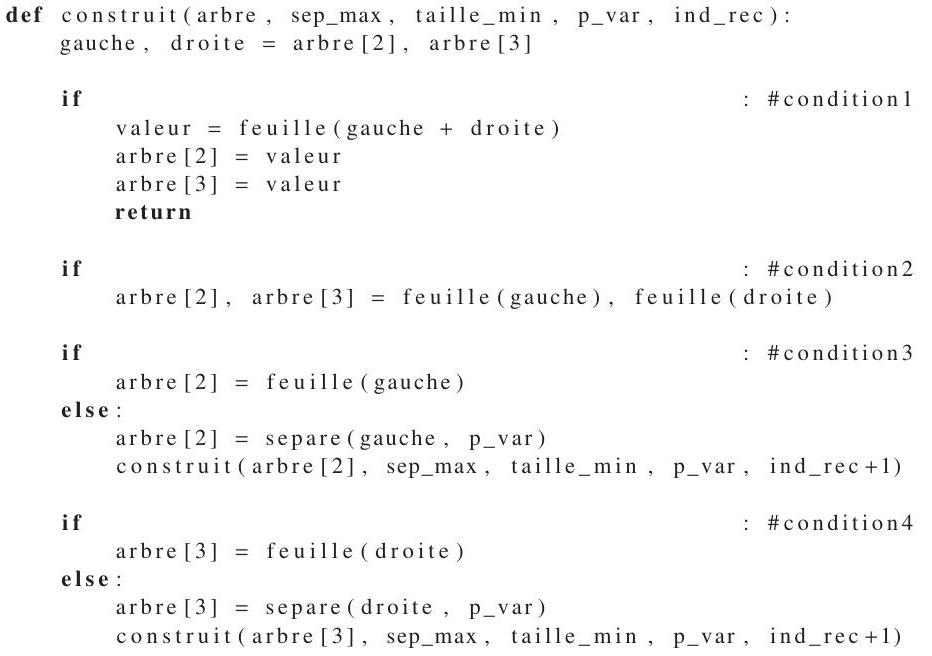 def construit(arbre, sep_max, taille_min, p_var, ind_rec):
    gauche, droite = arbre[2], arbre[3]

    if : #condition1
        valeur = feuille(gauche + droite)
        arbre[2] = valeur
        arbre[3] = valeur
        return

    if : #condition2
        arbre[2], arbre[3] = feuille(gauche), feuille(droite)

    if : #condition3
        arbre[2] = feuille(gauche)
    else:
        arbre[2] = separe(gauche, p_var)
        construit(arbre[2], sep_max, taille_min, p_var, ind_rec+1)

    if : #condition4
        arbre[3] = feuille(droite)
    else:
        arbre[3] = separe(droite, p_var)
        construit(arbre[3], sep_max, taille_min, p_var, ind_rec+1)